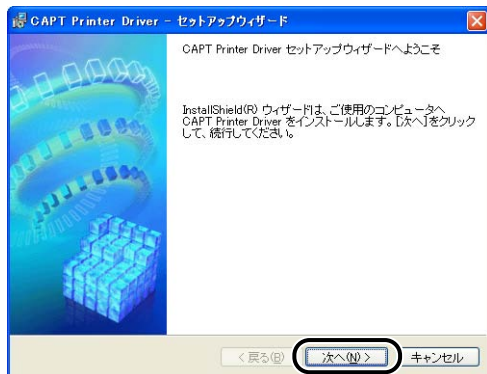 CAPT Printer Driver - セットアップウィザード
CAPT Printer Driver セットアップウィザードへようこそ
InstallShield(R) ウィザードは、ご使用のコンピュータへ
CAPT Printer Driver をインストールします。[次へ]をクリック
して、続行してください。
< 戻る(B)
次へ(N) >
キャンセル